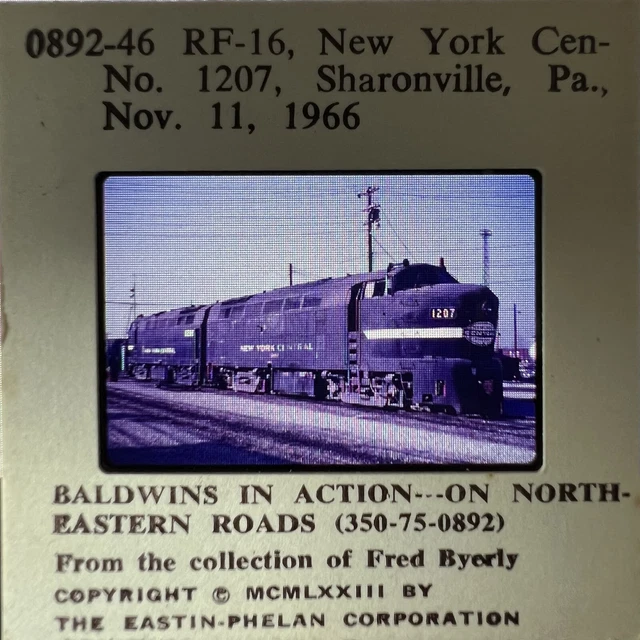 0892-46 RF-16, New York Cen-
No. 1207, Sharonville, Pa.,
Nov. 11, 1966
1207
NEW YORK CENTRAL
BALDWINS IN ACTION---ON NORTH-
EASTERN ROADS (350-75-0892)
From the collection of Fred Byerly
COPYRIGHT © MCMLXXIII BY
THE EASTIN-PHELAN CORPORATION